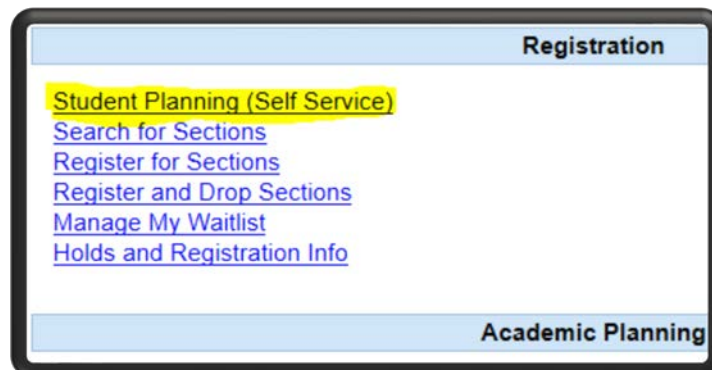 Registration
Student Planning (Self Service)
Search for Sections
Register for Sections
Register and Drop Sections
Manage My Waitlist
Holds and Registration Info
Academic Planning